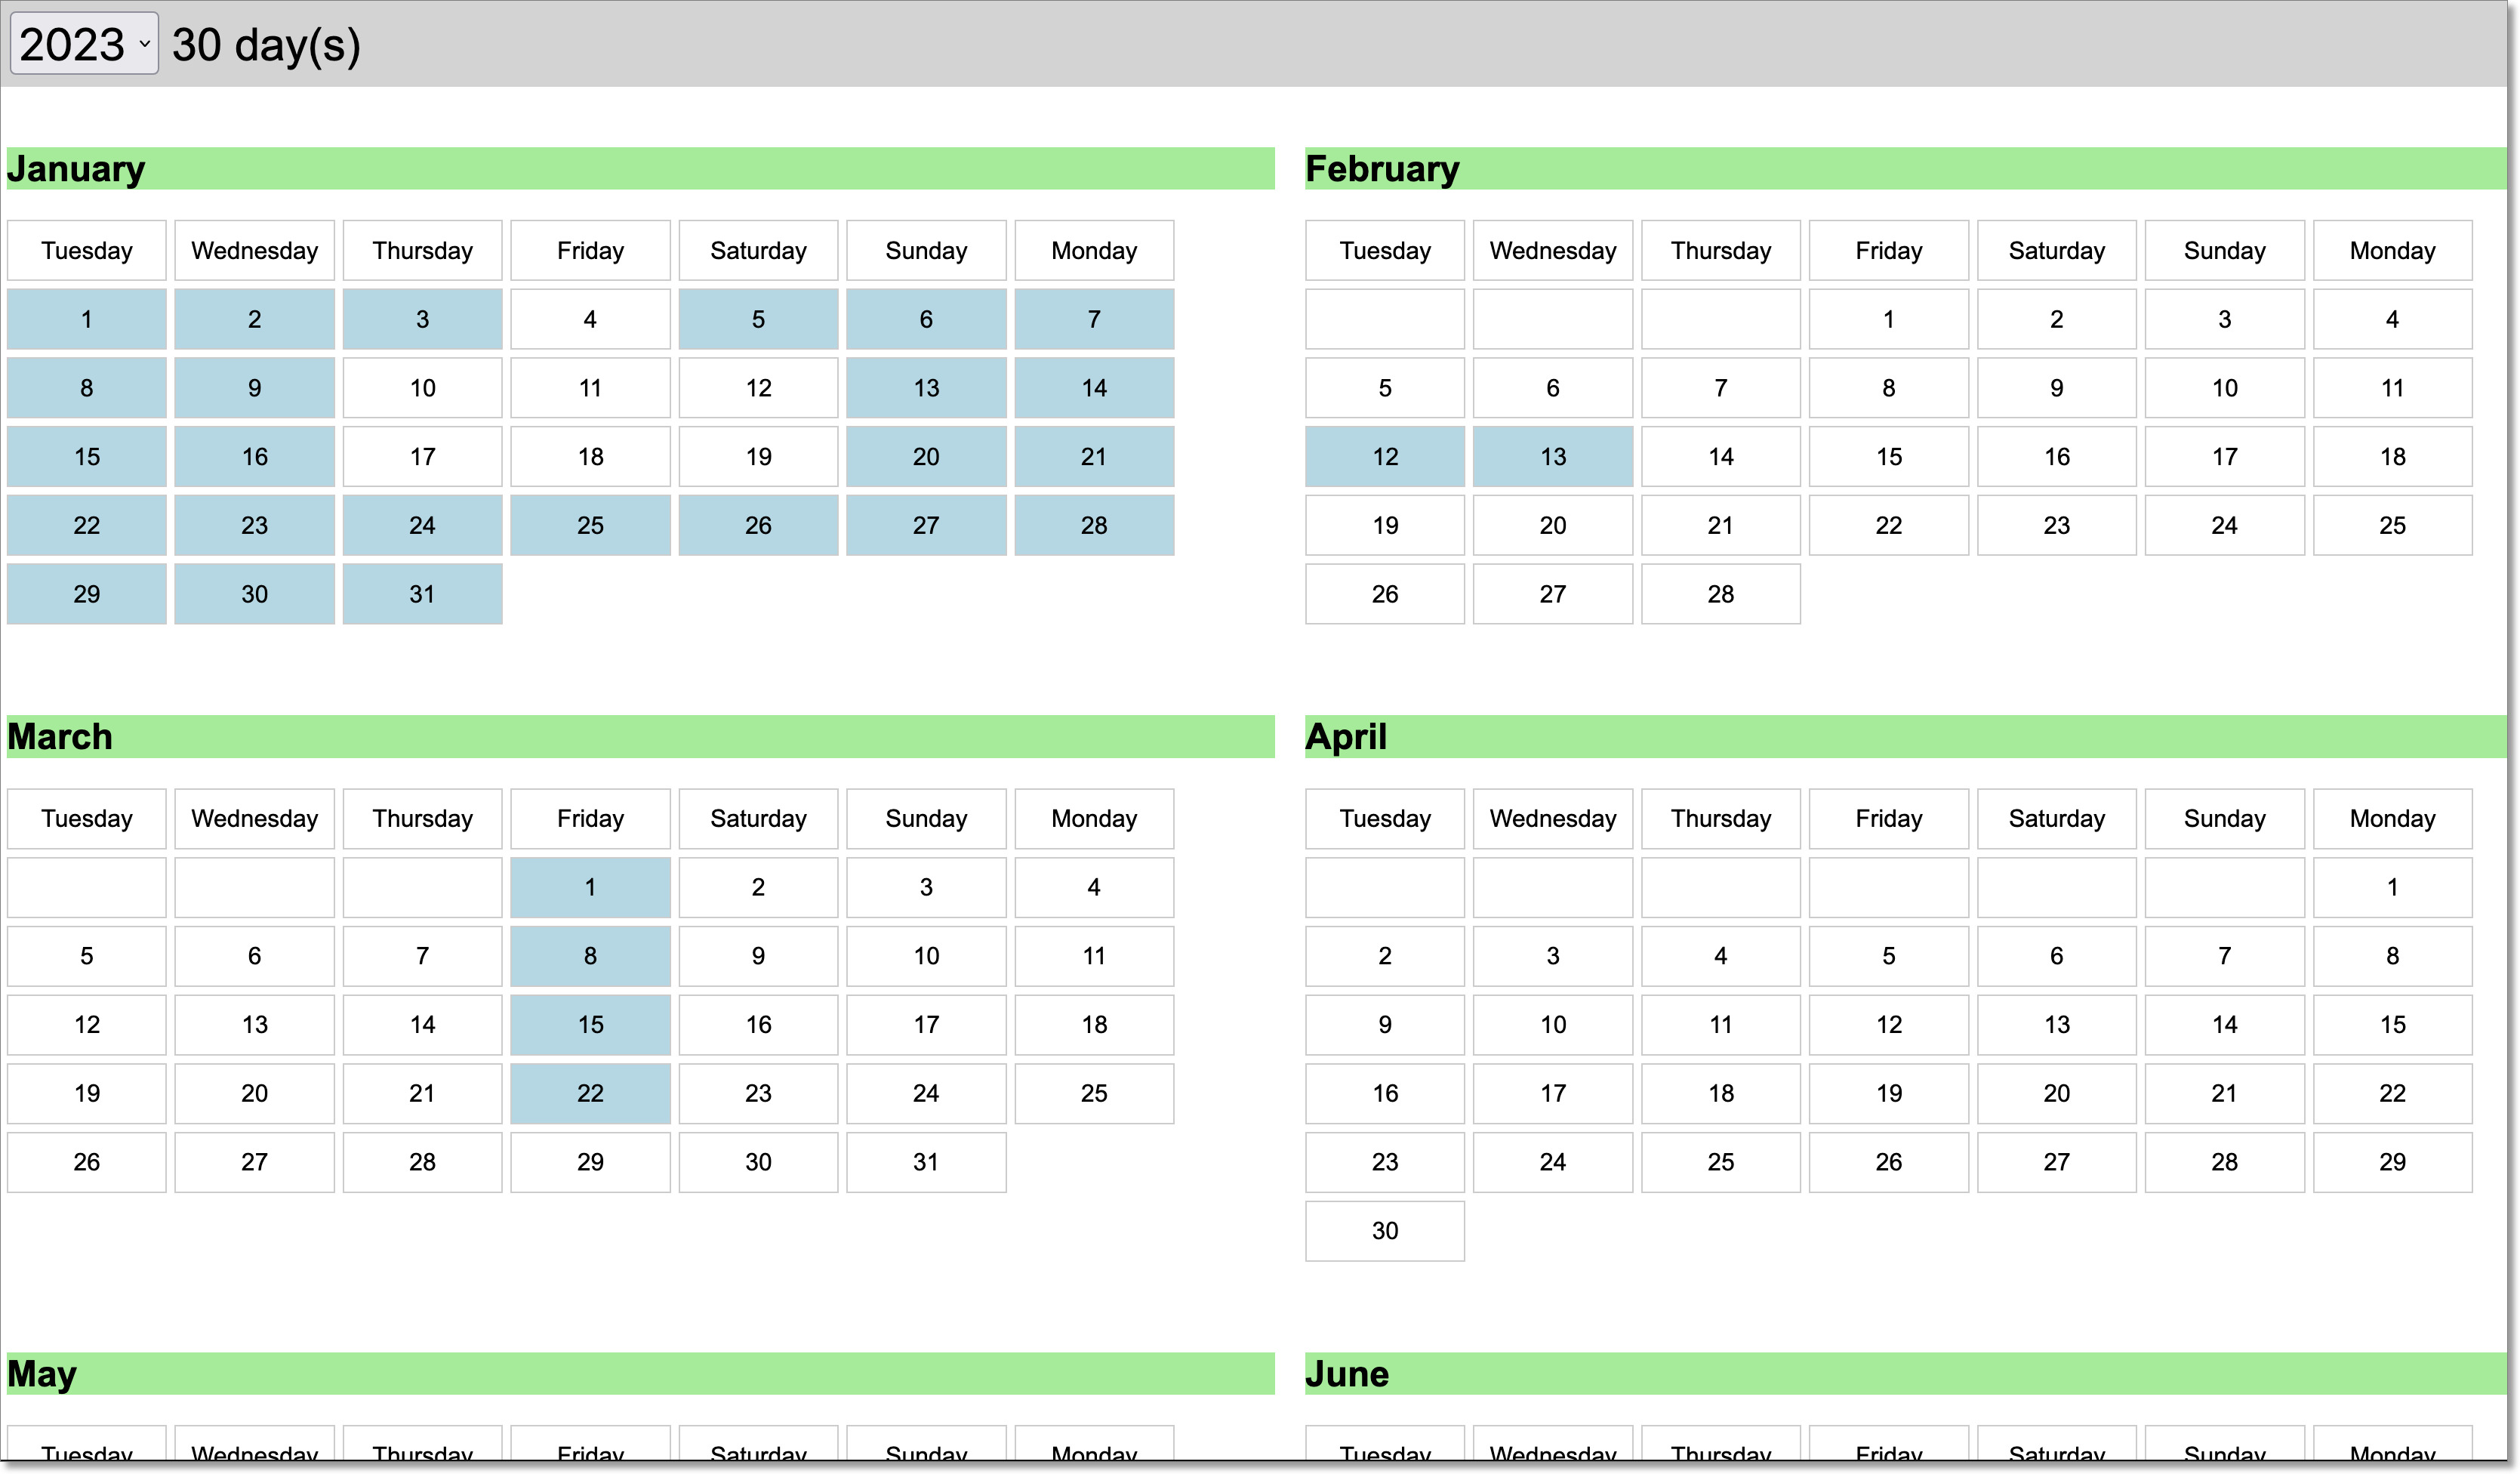 2023 30 day(s)
January
Tuesday Wednesday Thursday Friday Saturday Sunday Monday
1 2 3 4 5 6 7
8 9 10 11 12 13 14
15 16 17 18 19 20 21
22 23 24 25 26 27 28
29 30 31
February
Tuesday Wednesday Thursday Friday Saturday Sunday Monday
1 2 3 4
5 6 7 8 9 10 11
12 13 14 15 16 17 18
19 20 21 22 23 24 25
26 27 28
March
Tuesday Wednesday Thursday Friday Saturday Sunday Monday
1 2 3 4
5 6 7 8 9 10 11
12 13 14 15 16 17 18
19 20 21 22 23 24 25
26 27 28 29 30 31
April
Tuesday Wednesday Thursday Friday Saturday Sunday Monday
1
2 3 4 5 6 7 8
9 10 11 12 13 14 15
16 17 18 19 20 21 22
23 24 25 26 27 28 29
30
May
Tuesday Wednesday Thursday Friday Saturday Sunday Monday
June
Tuesday Wednesday Thursday Friday Saturday Sunday Monday